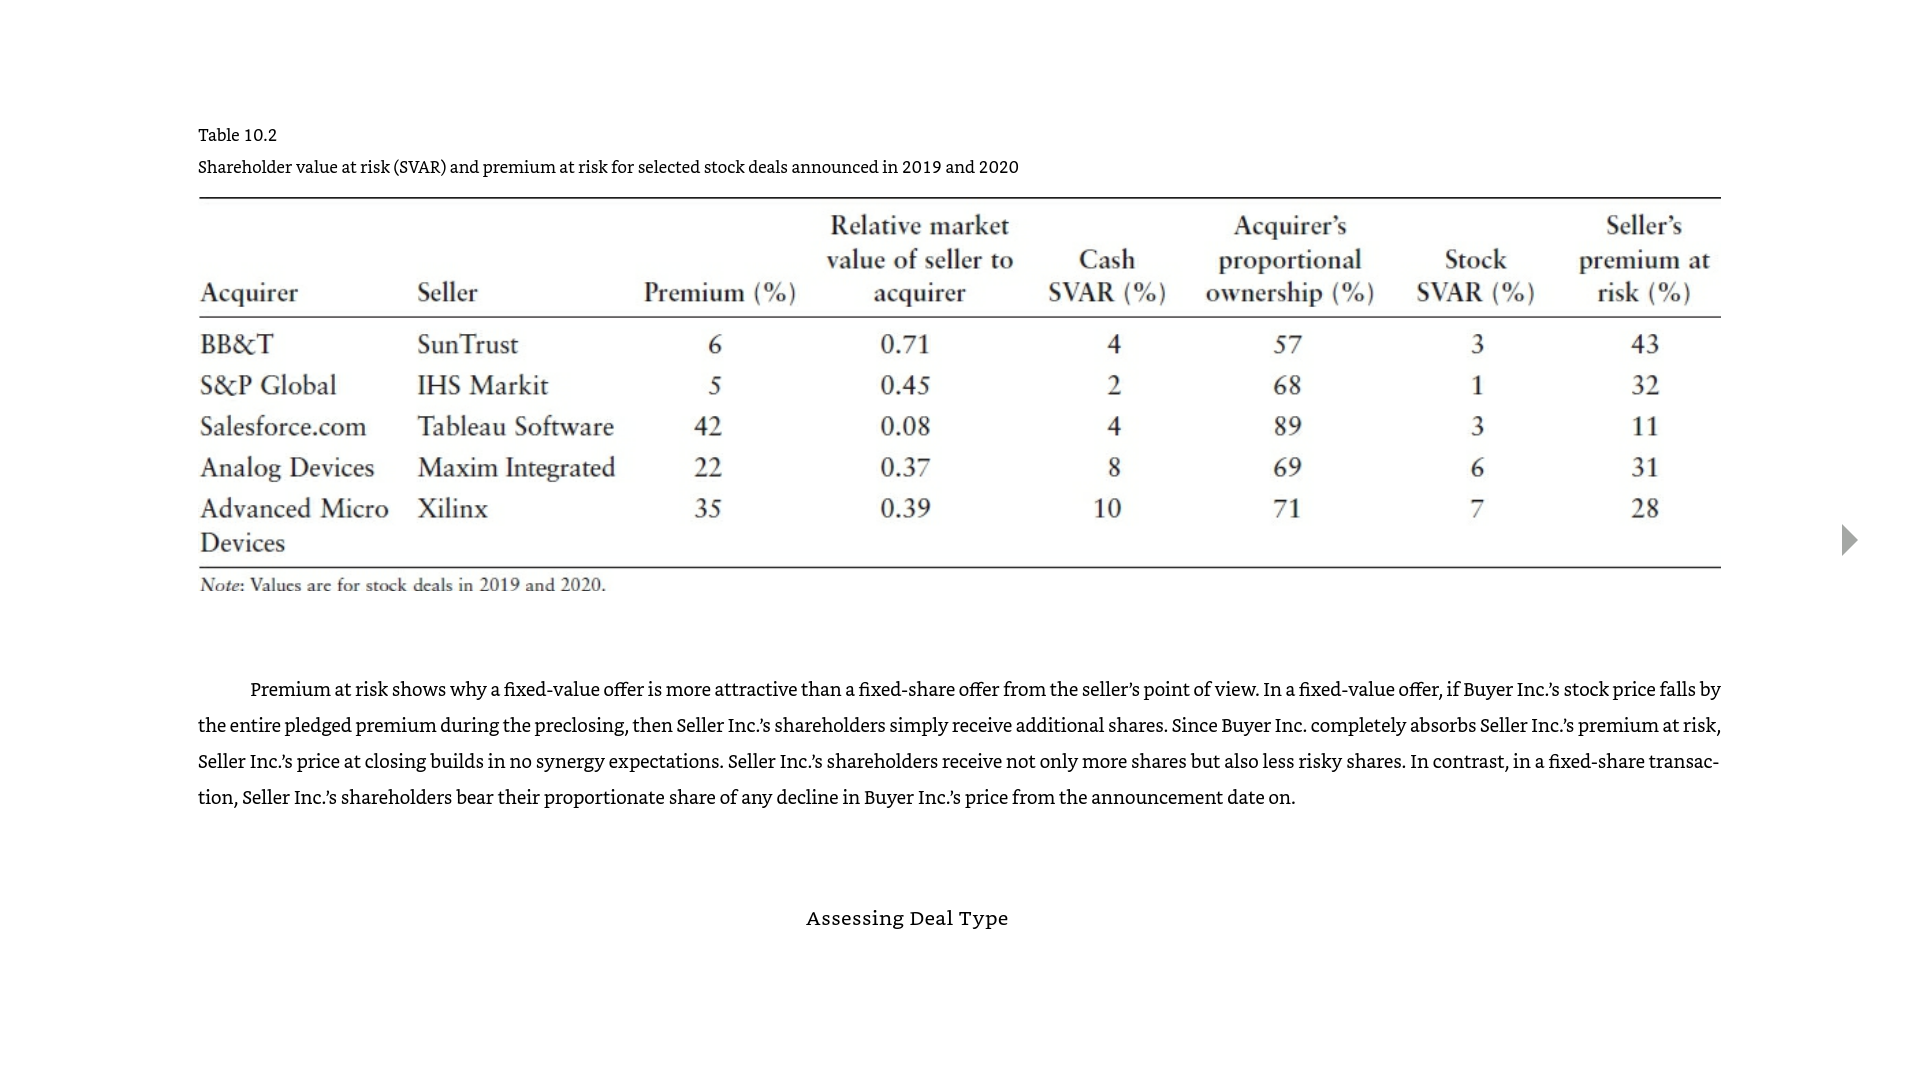 Table 10.2
Shareholder value at risk (SVAR) and premium at risk for selected stock deals announced in 2019 and 2020
Acquirer Seller Premium (%) Relative market value of seller to acquirer Cash SVAR (%) Acquirer’s proportional ownership (%) Stock SVAR (%) Seller’s premium at risk (%)
BB&T SunTrust 6 0.71 4 57 3 43
S&P Global IHS Markit 5 0.45 2 68 1 32
Salesforce.com Tableau Software 42 0.08 4 89 3 11
Analog Devices Maxim Integrated 22 0.37 8 69 6 31
Advanced Micro Xilinx 35 0.39 10 71 7 28
Devices
Note: Values are for stock deals in 2019 and 2020.
Premium at risk shows why a fixed-value offer is more attractive than a fixed-share offer from the seller’s point of view. In a fixed-value offer, if Buyer Inc.’s stock price falls by
the entire pledged premium during the preclosing, then Seller Inc.’s shareholders simply receive additional shares. Since Buyer Inc. completely absorbs Seller Inc.’s premium at risk,
Seller Inc.’s price at closing builds in no synergy expectations. Seller Inc.’s shareholders receive not only more shares but also less risky shares. In contrast, in a fixed-share transac-
tion, Seller Inc.’s shareholders bear their proportionate share of any decline in Buyer Inc.’s price from the announcement date on.
Assessing Deal Type